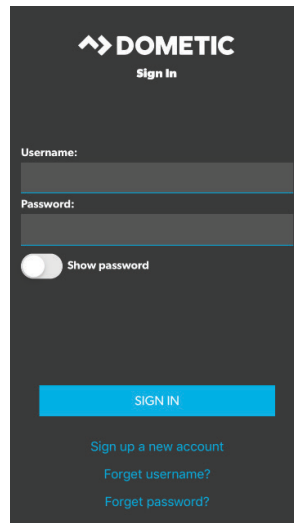 DOMETIC
Sign In
Username:
Password:
Show password
SIGN IN
Sign up a new account
Forget username?
Forget password?